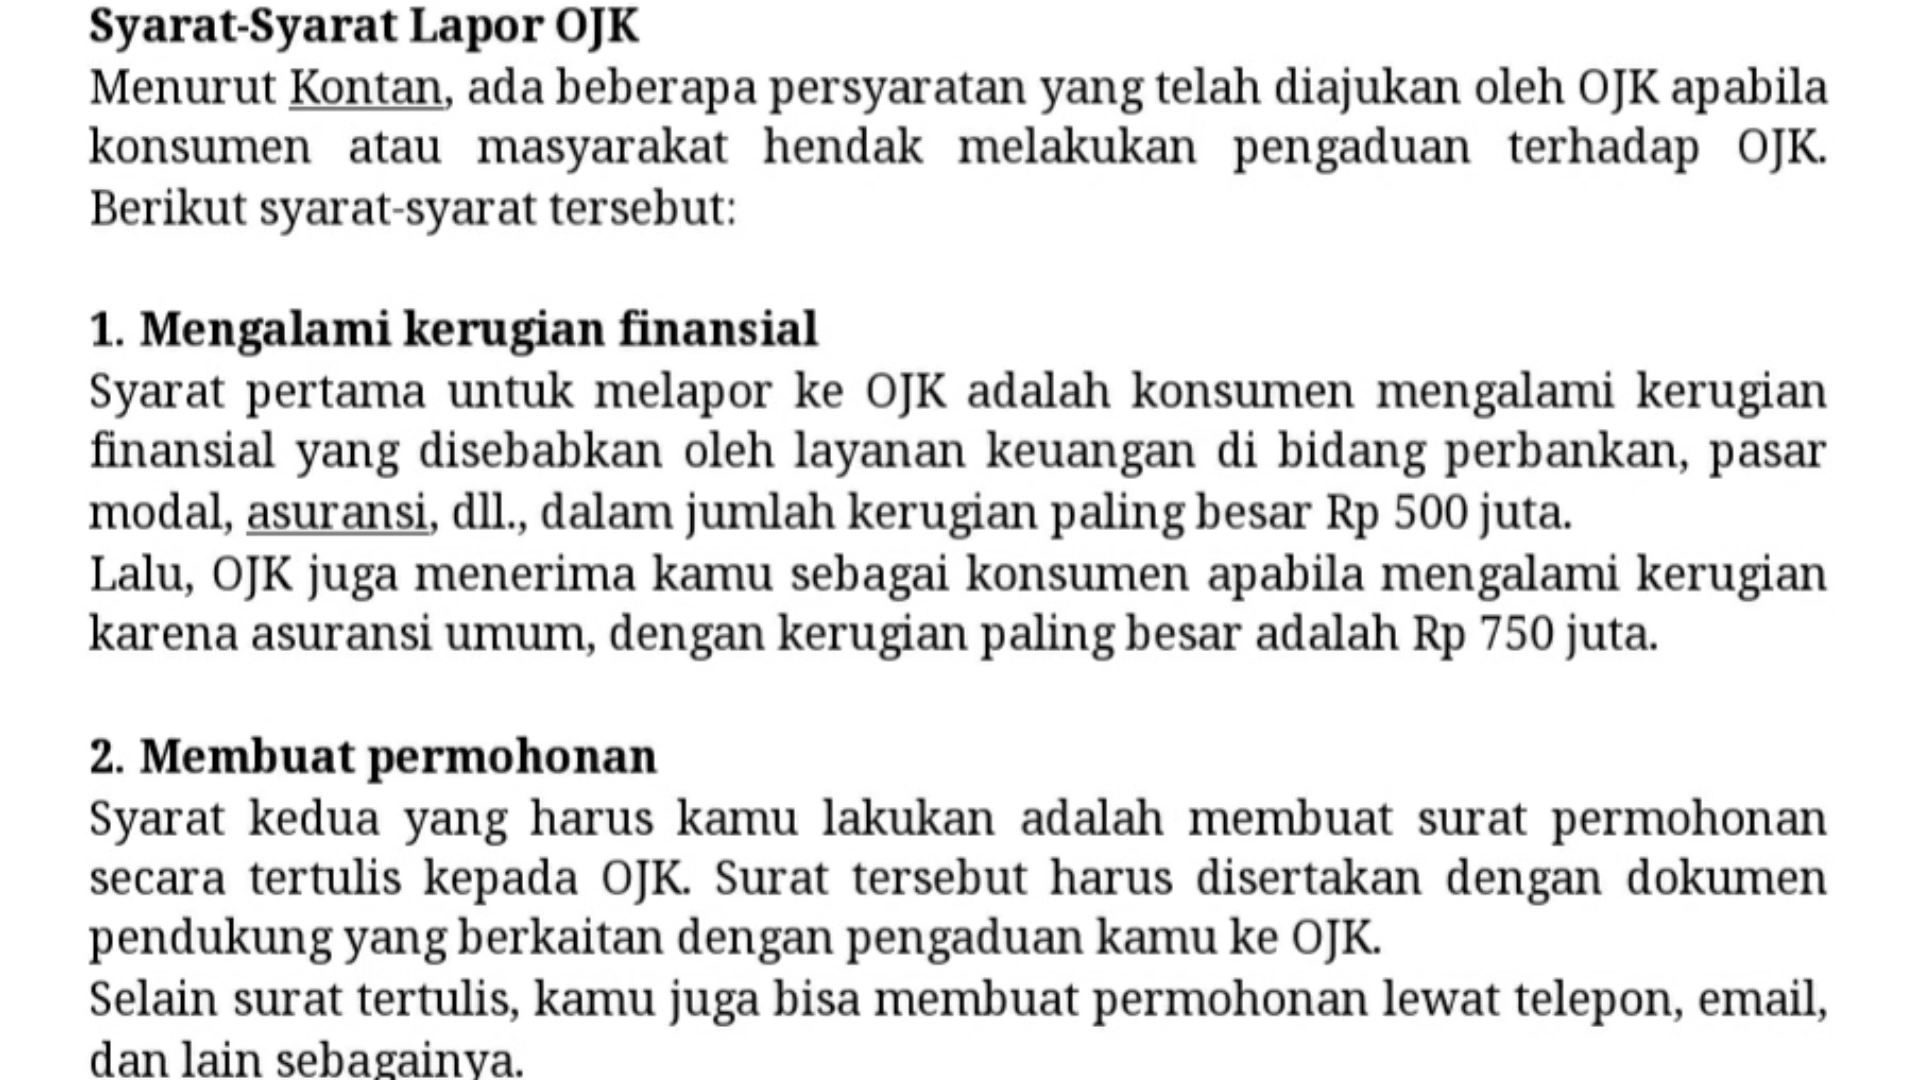 Syarat-Syarat Lapor OJK
Menurut Kontan, ada beberapa persyaratan yang telah diajukan oleh OJK apabila
konsumen atau masyarakat hendak melakukan pengaduan terhadap OJK.
Berikut syarat-syarat tersebut:
1. Mengalami kerugian finansial
Syarat pertama untuk melapor ke OJK adalah konsumen mengalami kerugian
finansial yang disebabkan oleh layanan keuangan di bidang perbankan, pasar
modal, asuransi, dll., dalam jumlah kerugian paling besar Rp 500 juta.
Lalu, OJK juga menerima kamu sebagai konsumen apabila mengalami kerugian
karena asuransi umum, dengan kerugian paling besar adalah Rp 750 juta.
2. Membuat permohonan
Syarat kedua yang harus kamu lakukan adalah membuat surat permohonan
secara tertulis kepada OJK. Surat tersebut harus disertakan dengan dokumen
pendukung yang berkaitan dengan pengaduan kamu ke OJK.
Selain surat tertulis, kamu juga bisa membuat permohonan lewat telepon, email,
dan lain sebagainya.